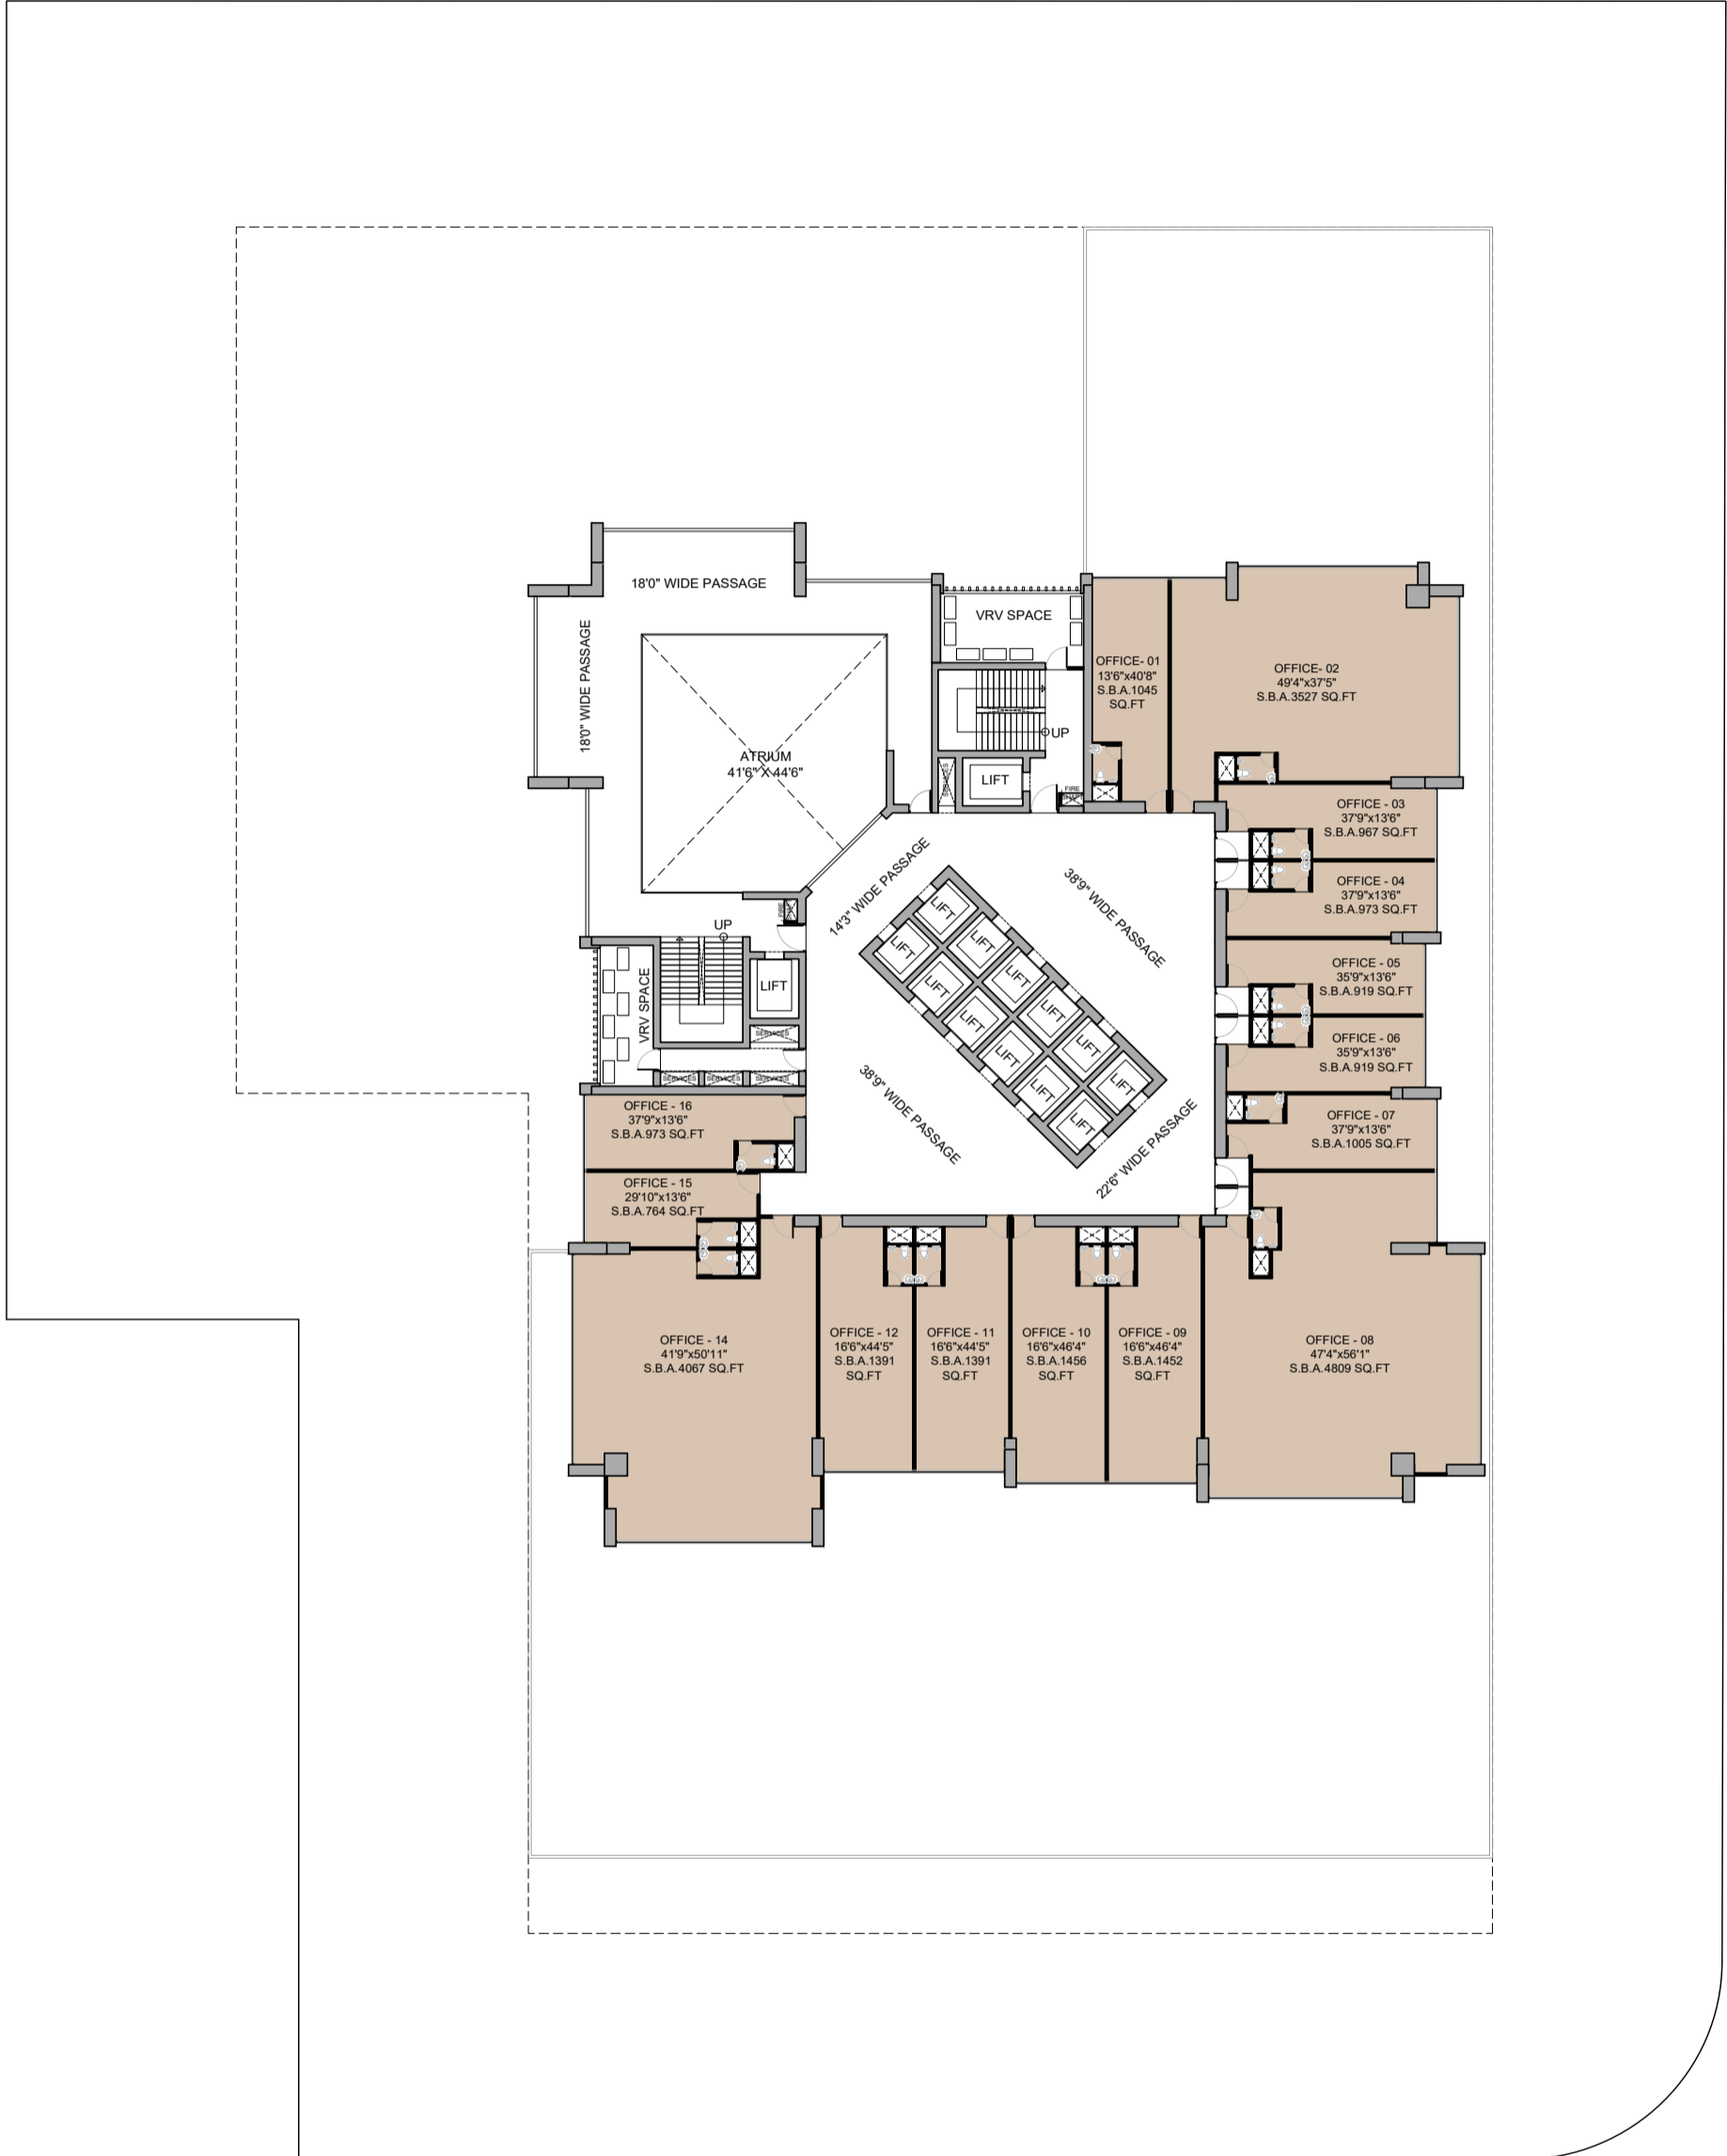 18'0" WIDE PASSAGE
18'0" WIDE PASSAGE
ATRIUM
41'6" X 44'6"
VRV SPACE
UP
SERVICES
LIFT
FIRE
OFFICE- 01
13'6"x40'8"
S.B.A.1045
SQ.FT
OFFICE- 02
49'4"x37'5"
S.B.A.3527 SQ.FT
OFFICE - 03
37'9"x13'6"
S.B.A.967 SQ.FT
OFFICE - 04
37'9"x13'6"
S.B.A.973 SQ.FT
OFFICE - 05
35'9"x13'6"
S.B.A.919 SQ.FT
OFFICE - 06
35'9"x13'6"
S.B.A.919 SQ.FT
OFFICE - 07
37'9"x13'6"
S.B.A.1005 SQ.FT
14'3" WIDE PASSAGE
38'9" WIDE PASSAGE
LIFT
LIFT
LIFT
LIFT
LIFT
LIFT
LIFT
LIFT
LIFT
LIFT
LIFT
LIFT
38'9" WIDE PASSAGE
22'6" WIDE PASSAGE
FIRE
UP
LIFT
VRV SPACE
SERVICES
SERVICES
SERVICES
SERVICES
OFFICE - 16
37'9"x13'6"
S.B.A.973 SQ.FT
OFFICE - 15
29'10"x13'6"
S.B.A.764 SQ.FT
OFFICE - 14
41'9"x50'11"
S.B.A.4067 SQ.FT
OFFICE - 12
16'6"x44'5"
S.B.A.1391
SQ.FT
OFFICE - 11
16'6"x44'5"
S.B.A.1391
SQ.FT
OFFICE - 10
16'6"x46'4"
S.B.A.1456
SQ.FT
OFFICE - 09
16'6"x46'4"
S.B.A.1452
SQ.FT
OFFICE - 08
47'4"x56'1"
S.B.A.4809 SQ.FT